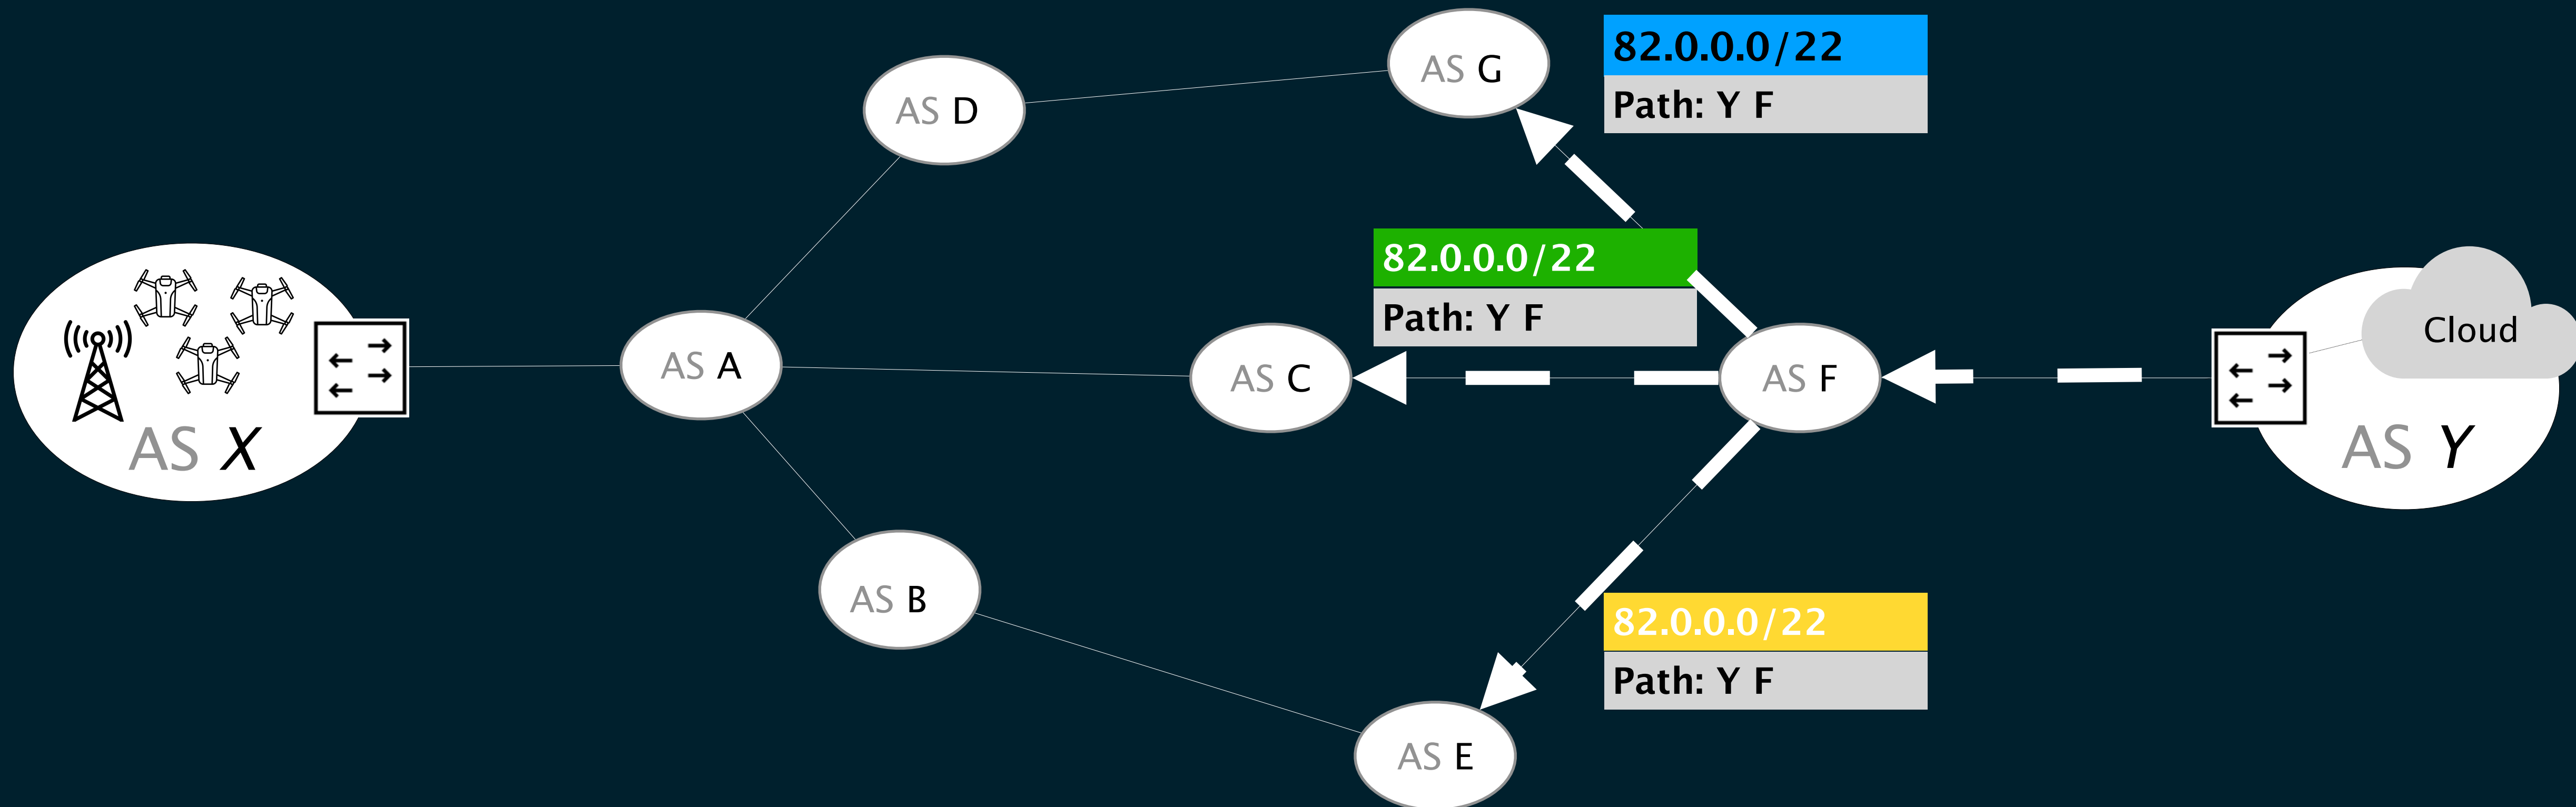 AS G
82.0.0.0/22
Path: Y F
AS D
82.0.0.0/22
Path: Y F
Cloud
AS A
AS C
AS F
AS X
AS Y
AS B
82.0.0.0/22
Path: Y F
AS E